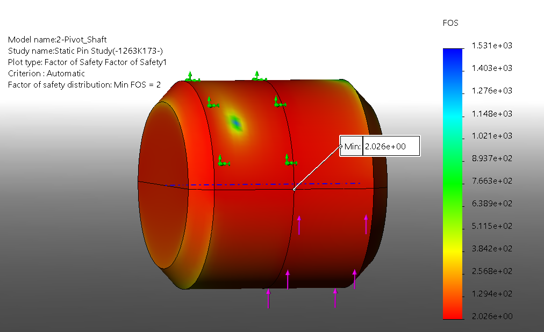 FOS
Model name:2-Pivot_Shaft
Study name:Static Pin Study(-1263K173-)
Plot type: Factor of Safety Factor of Safety1
Criterion : Automatic
Factor of safety distribution: Min FOS = 2
1.531e+03
1.403e+03
1.276e+03
1.148e+03
1.021e+03
8.937e+02
7.663e+02
6.389e+02
5.115e+02
3.842e+02
2.568e+02
1.294e+02
2.026e+00
Min: 2.026e+00